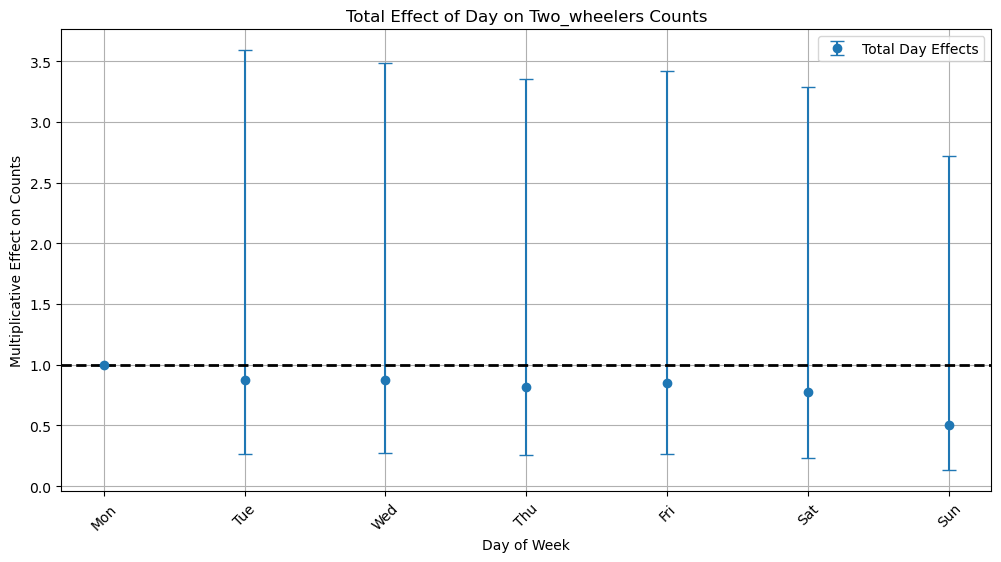 Total Effect of Day on Two_wheelers Counts
Total Day Effects
Multiplicative Effect on Counts
3.5
3.0
2.5
2.0
1.5
1.0
0.5
0.0
Mon
Tue
Wed
Thu
Fri
Sat
Sun
Day of Week